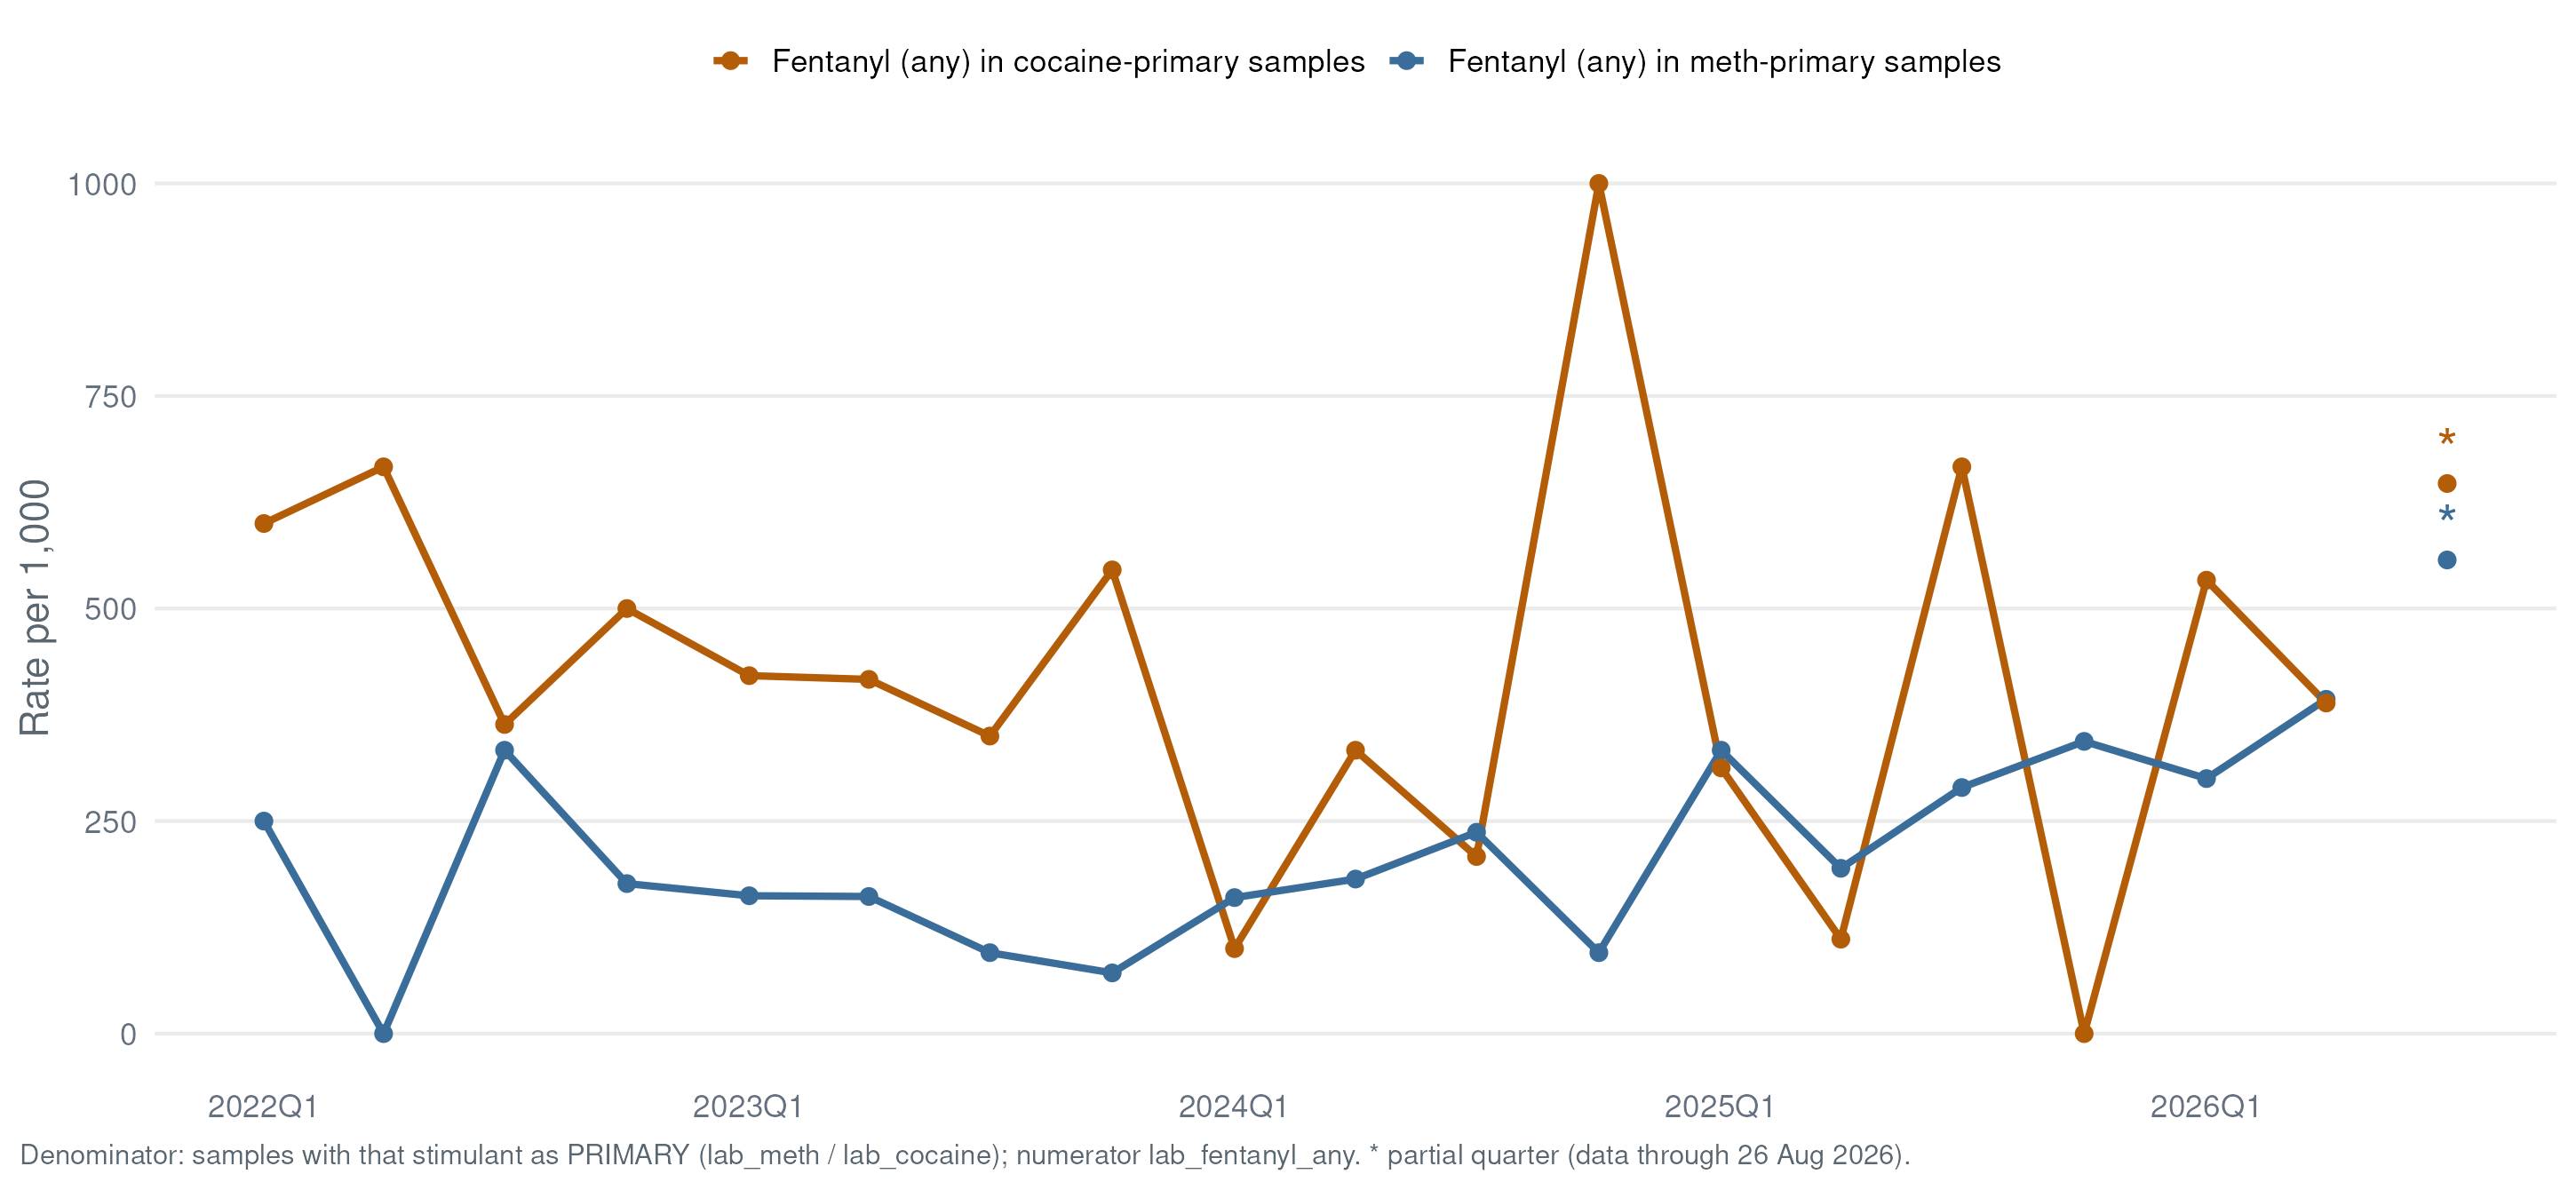 Fentanyl (any) in cocaine-primary samples Fentanyl (any) in meth-primary samples
Rate per 1,000
1000
750
500
250
0
*
*
2022Q1 2023Q1 2024Q1 2025Q1 2026Q1
Denominator: samples with that stimulant as PRIMARY (lab_meth / lab_cocaine); numerator lab_fentanyl_any. * partial quarter (data through 26 Aug 2026).